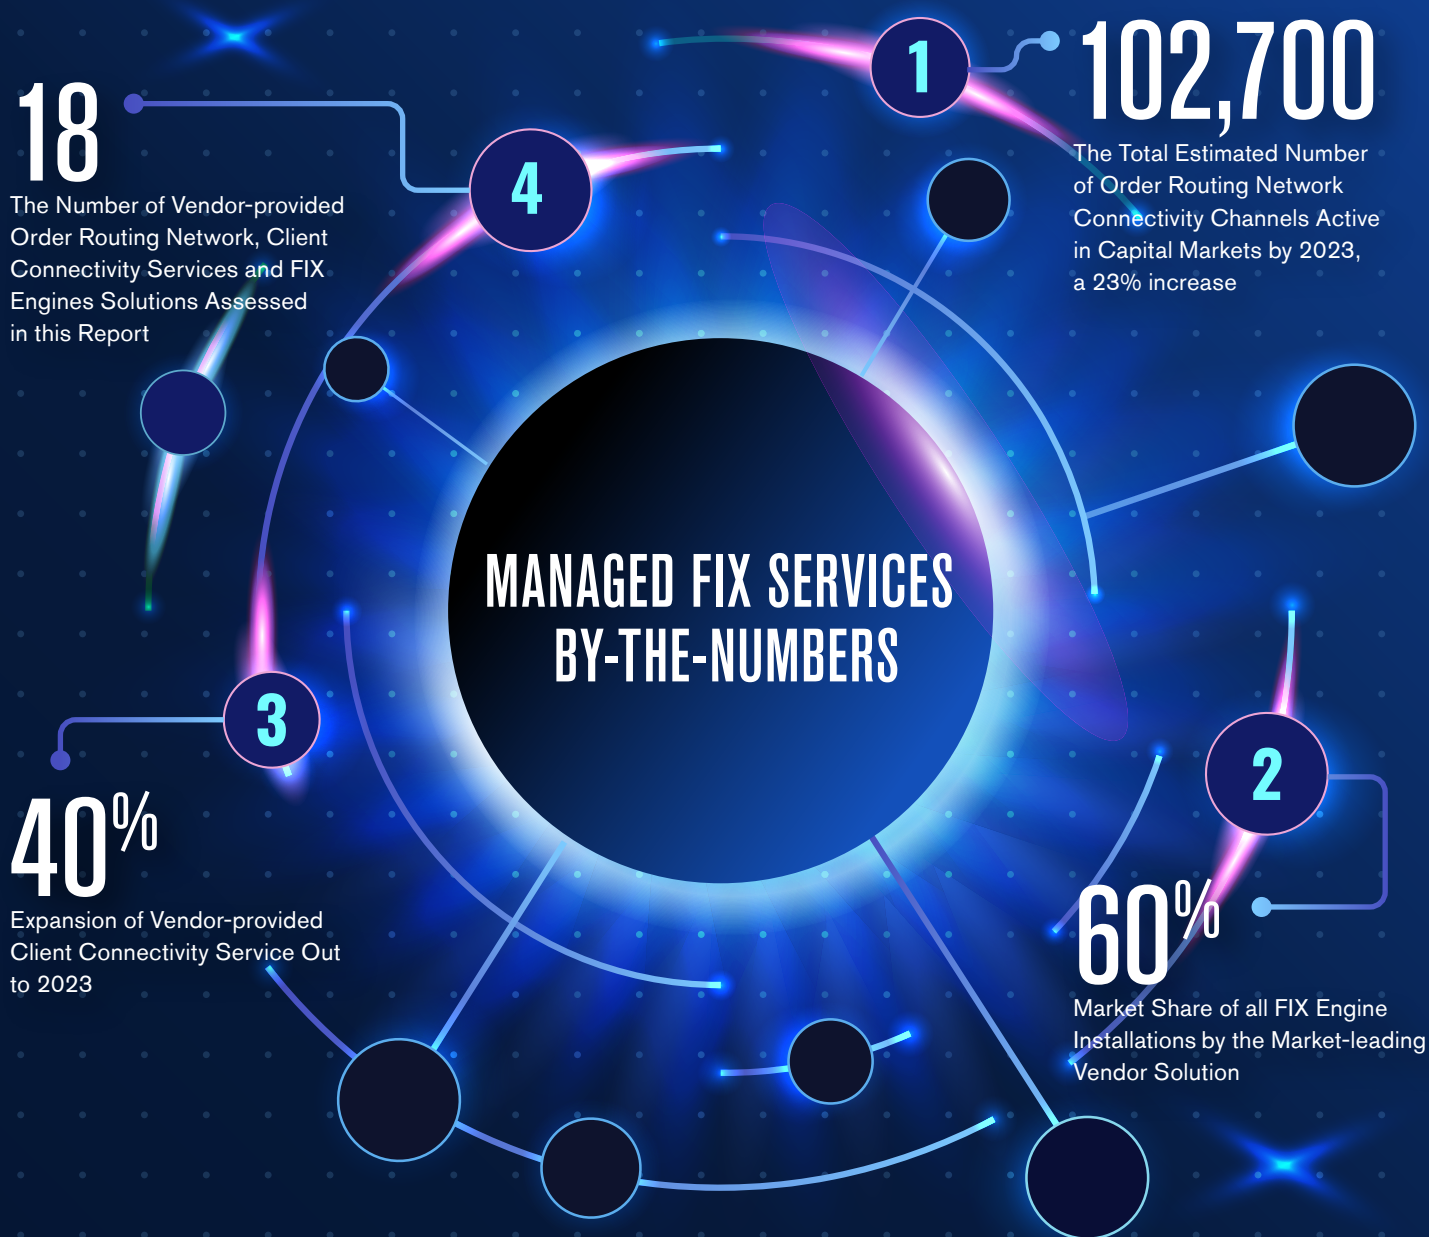 MANAGED FIX SERVICES
BY-THE-NUMBERS
1
102,700
The Total Estimated Number
of Order Routing Network
Connectivity Channels Active
in Capital Markets by 2023,
a 23% increase
2
60%
Market Share of all FIX Engine
Installations by the Market-leading
Vendor Solution
3
40%
Expansion of Vendor-provided
Client Connectivity Service Out
to 2023
4
18
The Number of Vendor-provided
Order Routing Network, Client
Connectivity Services and FIX
Engines Solutions Assessed
in this Report